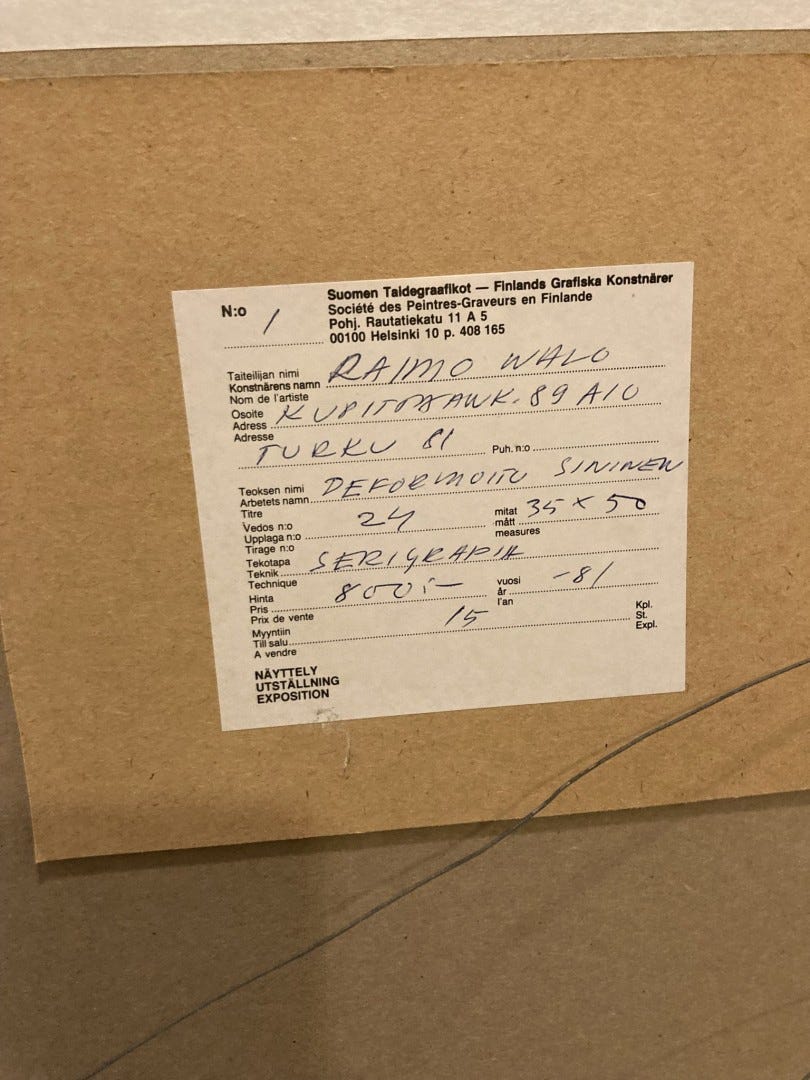 N:o 1
Suomen Taidegraafikot — Finlands Grafiska Konstnärer
Société des Peintres-Graveurs en Finlande
Pohj. Rautatiekatu 11 A 5
00100 Helsinki 10 p. 408 165
Taiteilijan nimi
Konstnärens namn RAIMO WALO
Nom de l'artiste
Osoite
Adress 89 A10
Adresse
TURKU 81 Puh. n:o
Teoksen nimi
Arbetets namn DEFORMOITU SININEN
Titre
Vedos n:o
Upplaga n:o 24
Tirage n:o
mitat
mått 35 x 50
measures
Tekotapa
Teknik SERIGRAFIA
Technique
Hinta
Pris 800:-
Prix de vente
vuosi
år -81
l'an
Myyntiin
Till salu 15
A vendre
Kpl.
St.
Expl.
NÄYTTELY
UTSTÄLLNING
EXPOSITION